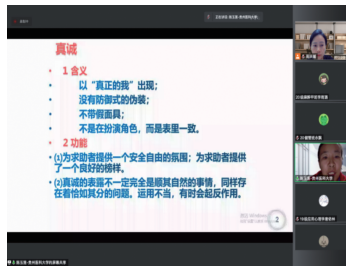 真诚
1 含义
以“真正的我”出现；
没有防御式的伪装；
不带假面具；
不是在扮演角色，而是表里一致。
2 功能
(1)为求助者提供一个安全自由的氛围；为求助者提供
了一个良好的榜样。
(2)真诚的表露不一定完全是顺其自然的事情，同样存
在着恰如其分的问题。运用不当，有时会起反作用。
2